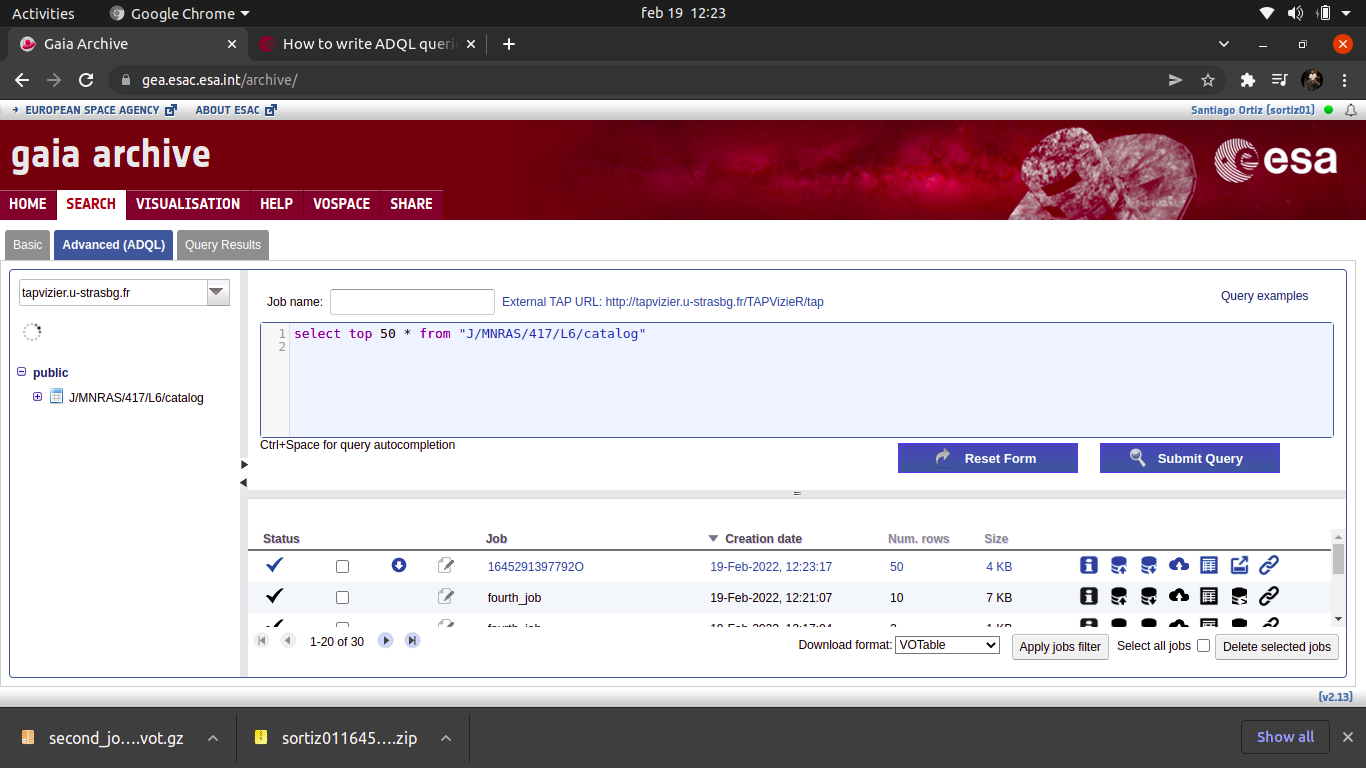 Activities
Google Chrome
feb 19 12:23
Gaia Archive
How to write ADQL queri
gea.esac.esa.int/archive/
EUROPEAN SPACE AGENCY
ABOUT ESAC
Santiago Ortiz (sortiz01)
gaia archive
esa
HOME
SEARCH
VISUALISATION
HELP
VOSPACE
SHARE
Basic
Advanced (ADQL)
Query Results
tapvizier.u-strasbg.fr
public
J/MNRAS/417/L6/catalog
Job name:
External TAP URL: http://tapvizier.u-strasbg.fr/TAPVizieR/tap
Query examples
1 select top 50 * from "J/MNRAS/417/L6/catalog"
2
Ctrl+Space for query autocompletion
Reset Form
Submit Query
Status Job Creation date Num. rows Size
1645291397792O 19-Feb-2022, 12:23:17 50 4 KB
fourth_job 19-Feb-2022, 12:21:07 10 7 KB
1-20 of 30
Download format: VOTable
Apply jobs filter
Select all jobs
Delete selected jobs
(v2.13)
second_jo....vot.gz
sortiz011645....zip
Show all